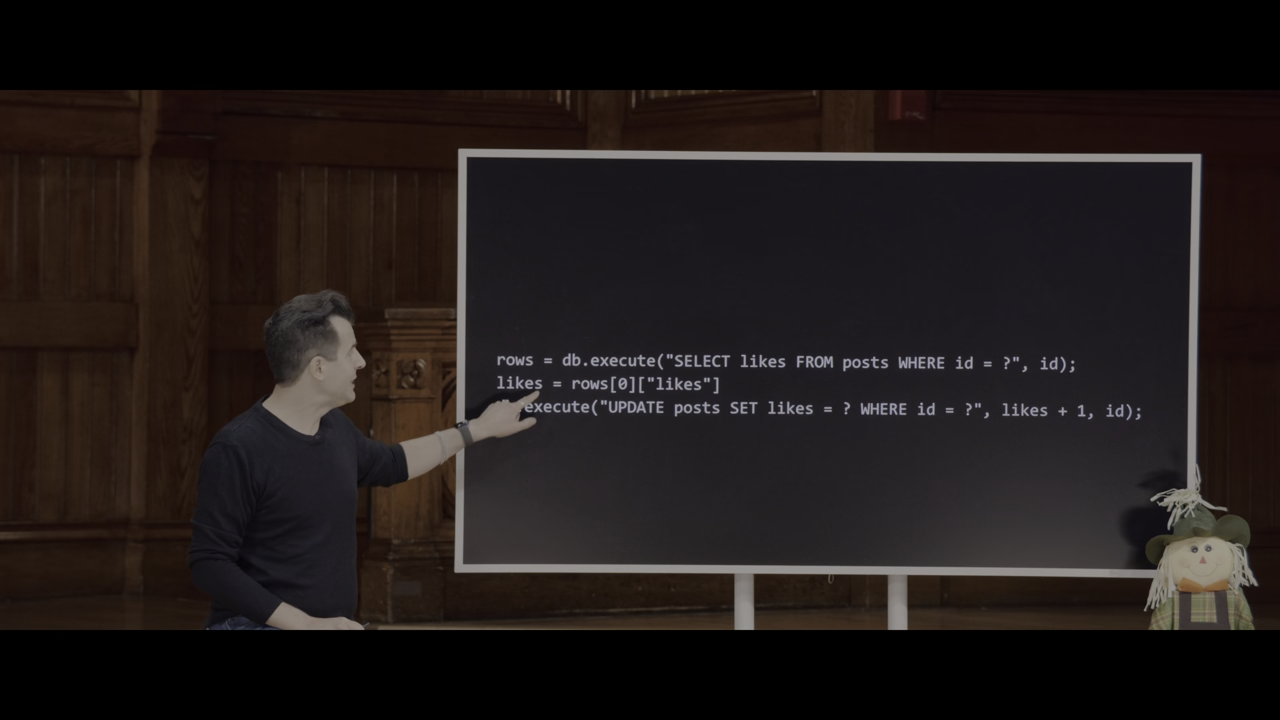 rows = db.execute("SELECT likes FROM posts WHERE id = ?", id);
likes = rows[0]["likes"]
.execute("UPDATE posts SET likes = ? WHERE id = ?", likes + 1, id);